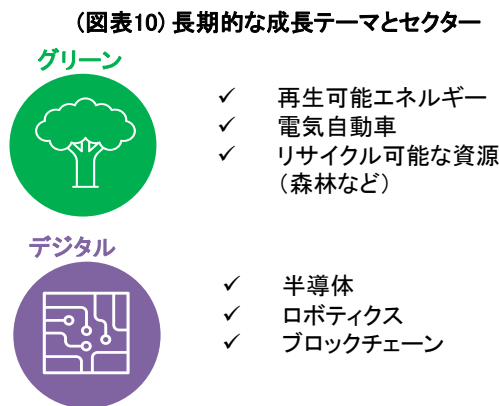 (図表10) 長期的な成長テーマとセクター
グリーン
✓ 再生可能エネルギー
✓ 電気自動車
✓ リサイクル可能な資源
（森林など）
デジタル
✓ 半導体
✓ ロボティクス
✓ ブロックチェーン